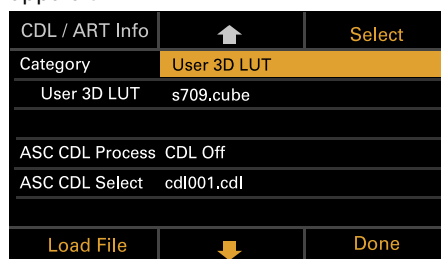 CDL / ART Info Select
Category User 3D LUT
User 3D LUT s709.cube
ASC CDL Process CDL Off
ASC CDL Select cdl001.cdl
Load File Done